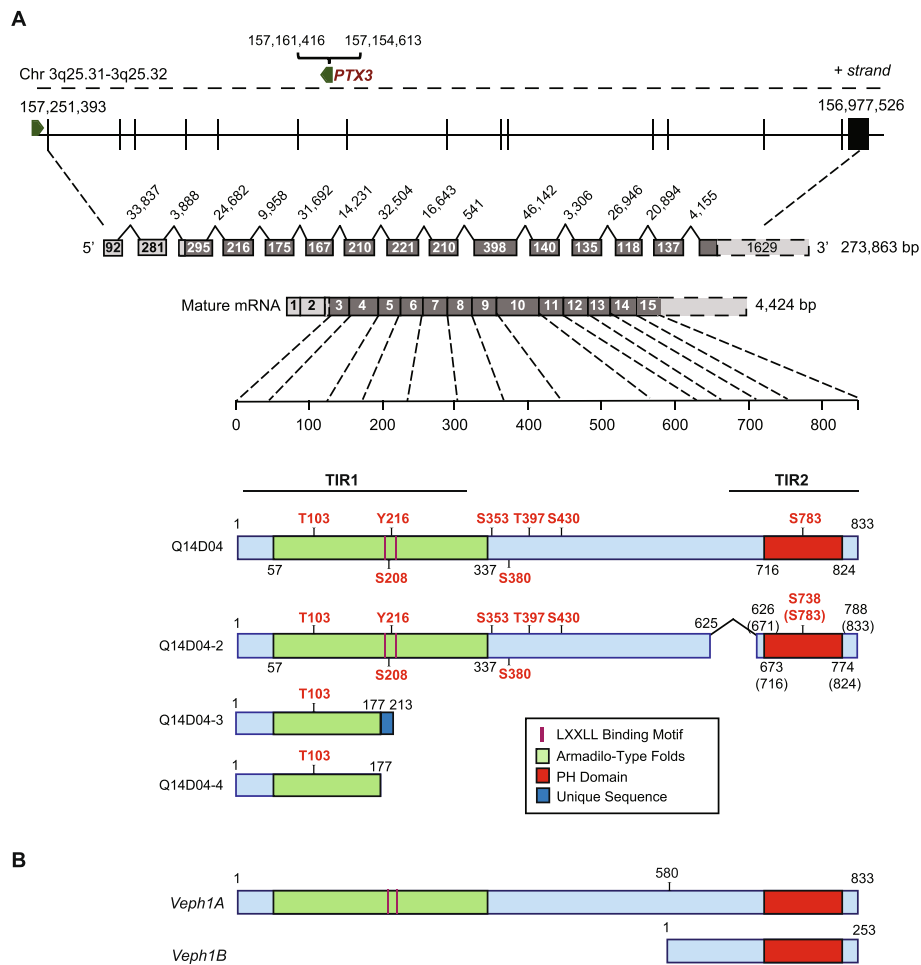 A
157,161,416 157,154,613
PTX3
Chr 3q25.31-3q25.32 + strand
157,251,393 156,977,526
33,837 3,888 24,682 9,958 31,692 14,231 32,504 16,643 541 46,142 3,306 26,946 20,894 4,155
5’ 92 281 295 216 175 167 210 221 210 398 140 135 118 137 1629 3’ 273,863 bp
Mature mRNA 1 2 3 4 5 6 7 8 9 10 11 12 13 14 15 4,424 bp
0 100 200 300 400 500 600 700 800
TIR1 TIR2
1 T103 Y216 S353 T397 S430 S783 833
Q14D04
57 S208 337 S380 716 824
1 T103 Y216 S353 T397 S430 625 626 (671) S738 (S783) 788 (833)
Q14D04-2
57 S208 337 S380 673 (716) 774 (824)
1 T103 177 213
Q14D04-3
1 T103 177
Q14D04-4
LXXLL Binding Motif
Armadilo-Type Folds
PH Domain
Unique Sequence
B
1 580 833
Veph1A
1 253
Veph1B